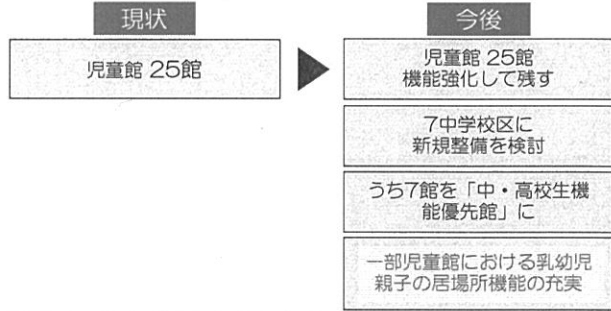 現状
児童館 25館
今後
児童館 25館
機能強化して残す
7中学校区に
新規整備を検討
うち7館を「中・高校生機
能優先館」に
一部児童館における乳幼児
親子の居場所機能の充実